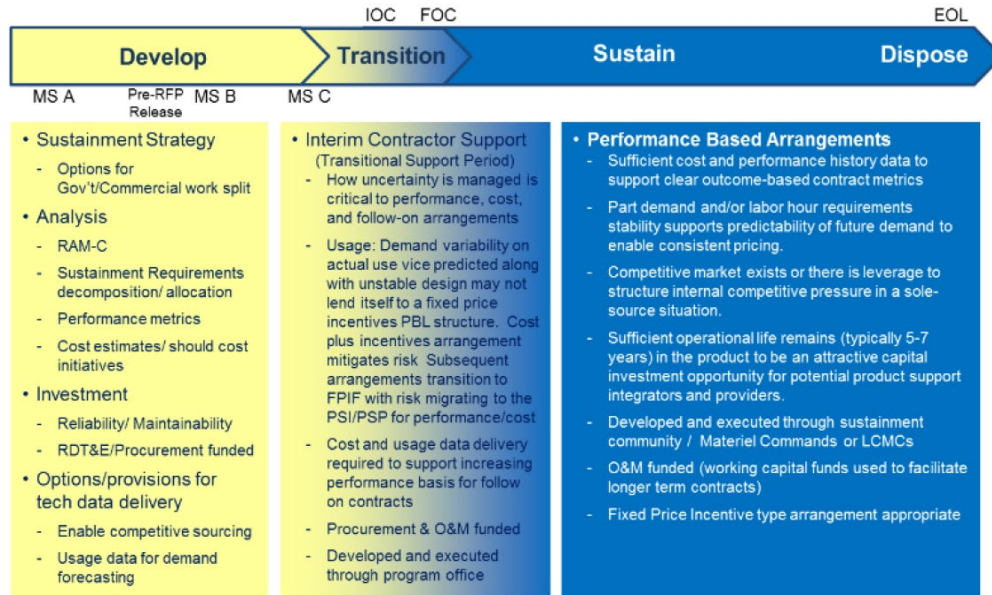 IOC FOC EOL
Develop Transition Sustain Dispose
MS A Pre-RFP Release MS B MS C
• Sustainment Strategy
- Options for
Gov't/Commercial work split
• Analysis
- RAM-C
- Sustainment Requirements
decomposition/ allocation
- Performance metrics
- Cost estimates/ should cost
initiatives
• Investment
- Reliability/ Maintainability
- RDT&E/Procurement funded
• Options/provisions for
tech data delivery
- Enable competitive sourcing
- Usage data for demand
forecasting
• Interim Contractor Support
(Transitional Support Period)
- How uncertainty is managed is
critical to performance, cost,
and follow-on arrangements
- Usage: Demand variability on
actual use vice predicted along
with unstable design may not
lend itself to a fixed price
incentives PBL structure. Cost
plus incentives arrangement
mitigates risk Subsequent
arrangements transition to
FPIF with risk migrating to the
PSI/PSP for performance/cost
- Cost and usage data delivery
required to support increasing
performance basis for follow
on contracts
- Procurement & O&M funded
- Developed and executed
through program office
• Performance Based Arrangements
- Sufficient cost and performance history data to
support clear outcome-based contract metrics
- Part demand and/or labor hour requirements
stability supports predictability of future demand to
enable consistent pricing.
- Competitive market exists or there is leverage to
structure internal competitive pressure in a sole-
source situation.
- Sufficient operational life remains (typically 5-7
years) in the product to be an attractive capital
investment opportunity for potential product support
integrators and providers.
- Developed and executed through sustainment
community / Materiel Commands or LCMCs
- O&M funded (working capital funds used to facilitate
longer term contracts)
- Fixed Price Incentive type arrangement appropriate